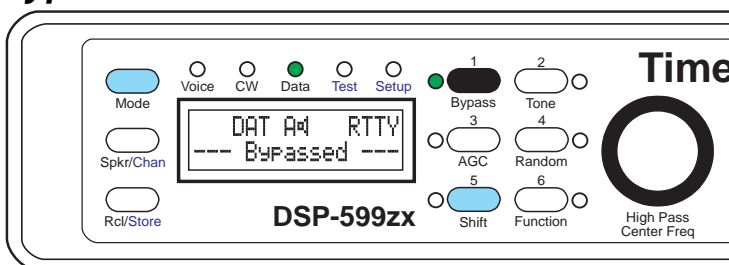 Mode
Spkr/Chan
Rcl/Store
Voice CW Data Test Setup
DAT A RTTY
--- Bypassed ---
DSP-599zx
1 2
Bypass Tone
3 4
AGC Random
5 6
Shift Function
Time
High Pass
Center Freq